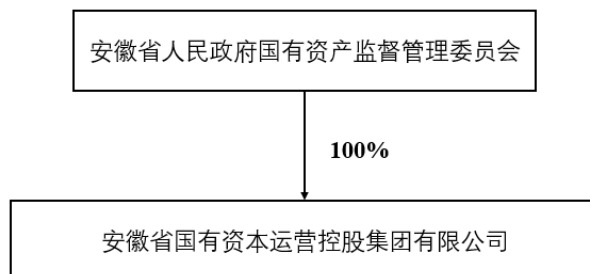 安徽省人民政府国有资产监督管理委员会
100%
安徽省国有资本运营控股集团有限公司